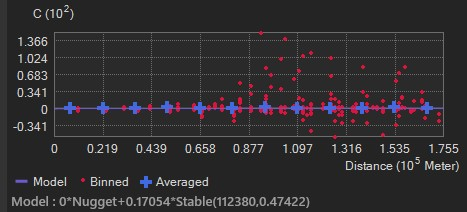 C (10²)
1.366
1.024
0.683
0.341
0
-0.341
0 0.219 0.439 0.658 0.877 1.097 1.316 1.535 1.755
Distance (10⁵ Meter)
Model Binned Averaged
Model : 0*Nugget+0.17054*Stable(112380,0.47422)